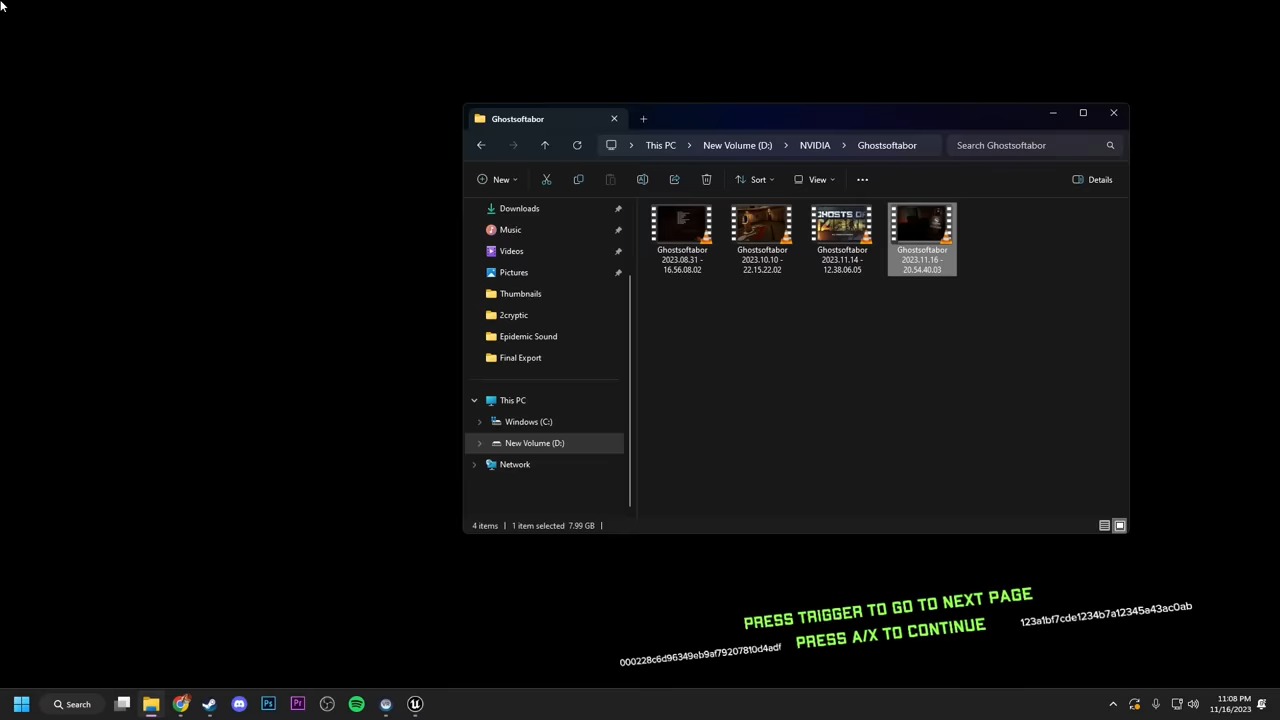 Ghostsoftabor
This PC
New Volume (D:)
NVIDIA
Ghostsoftabor
Search Ghostsoftabor
New
Sort
View
Details
Downloads
Music
Videos
Pictures
Thumbnails
2cryptic
Epidemic Sound
Final Export
This PC
Windows (C:)
New Volume (D:)
Network
Ghostsoftabor
2023.08.31 -
16.56.08.02
Ghostsoftabor
2023.10.10 -
22.15.22.02
GHOSTS OF
Ghostsoftabor
2023.11.14 -
12.38.06.05
Ghostsoftabor
2023.11.16 -
20.54.40.03
4 items
1 item selected 7.99 GB
PRESS TRIGGER TO GO TO NEXT PAGE
PRESS A/X TO CONTINUE
000228c6d96349eb9af79207810d4adf
123a1bf7cde1234b7a12345a43ac0ab
Search
Ps
Pr
11:08 PM
11/16/2023